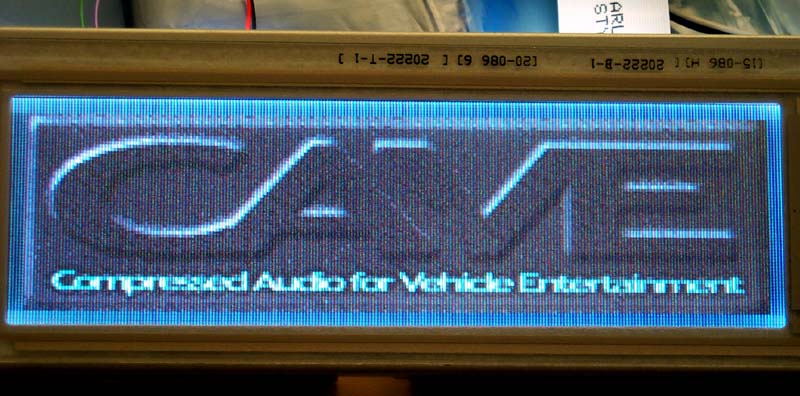 CAVE
Compressed Audio for Vehicle Entertainment